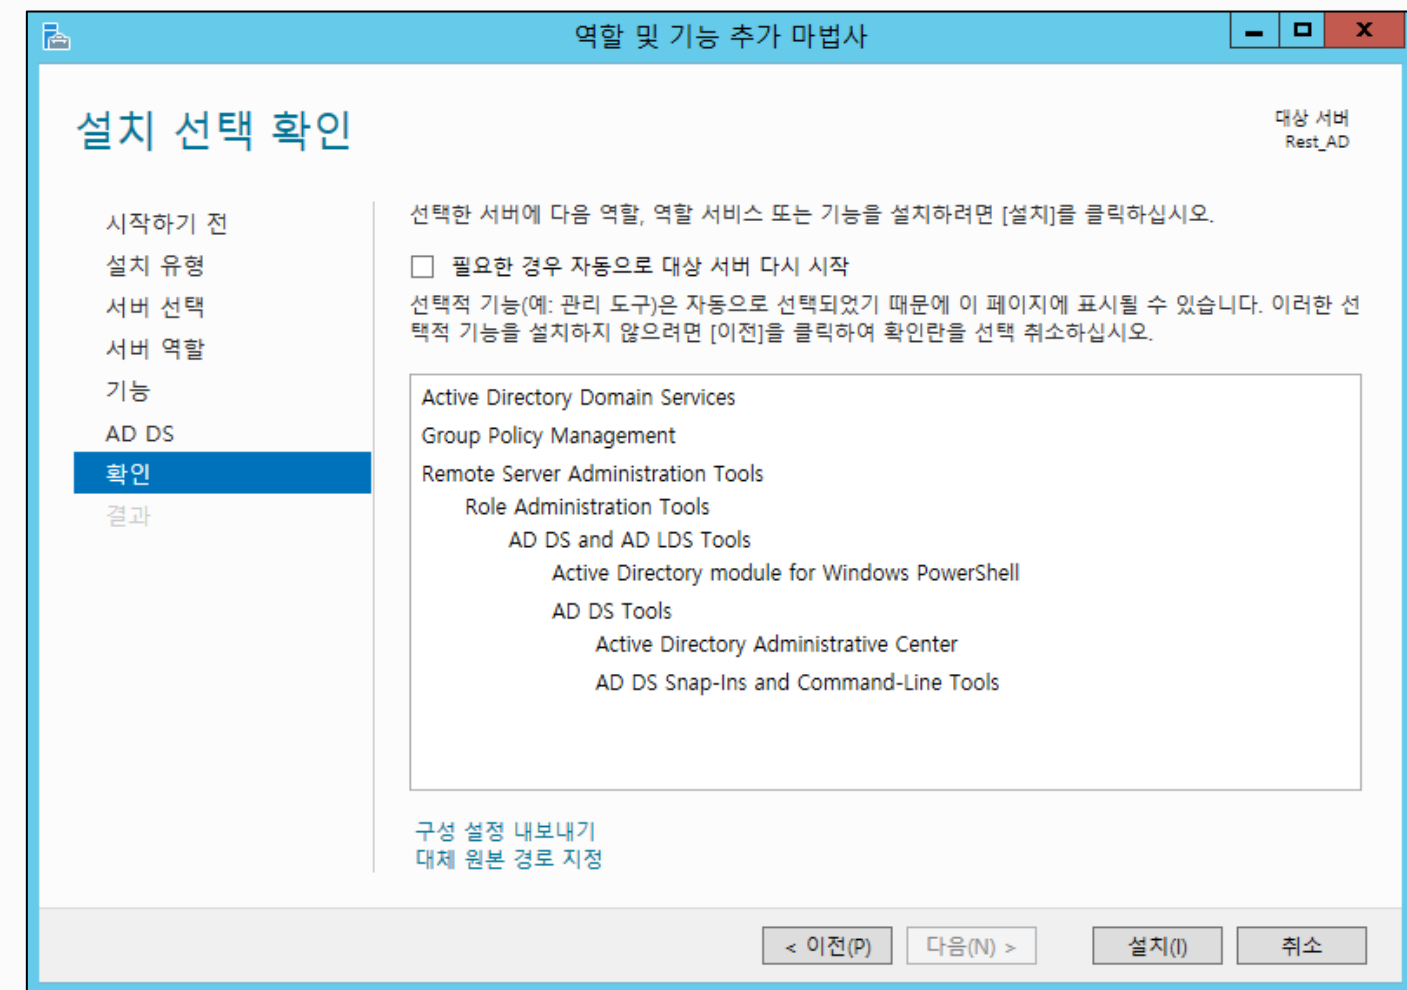 역할 및 기능 추가 마법사
설치 선택 확인
대상 서버
Rest_AD
시작하기 전
설치 유형
서버 선택
서버 역할
기능
AD DS
확인
결과
선택한 서버에 다음 역할, 역할 서비스 또는 기능을 설치하려면 [설치]를 클릭하십시오.
필요한 경우 자동으로 대상 서버 다시 시작
선택적 기능(예: 관리 도구)은 자동으로 선택되었기 때문에 이 페이지에 표시될 수 있습니다. 이러한 선
택적 기능을 설치하지 않으려면 [이전]을 클릭하여 확인란을 선택 취소하십시오.
Active Directory Domain Services
Group Policy Management
Remote Server Administration Tools
Role Administration Tools
AD DS and AD LDS Tools
Active Directory module for Windows PowerShell
AD DS Tools
Active Directory Administrative Center
AD DS Snap-Ins and Command-Line Tools
구성 설정 내보내기
대체 원본 경로 지정
< 이전(P) 다음(N) > 설치(I) 취소